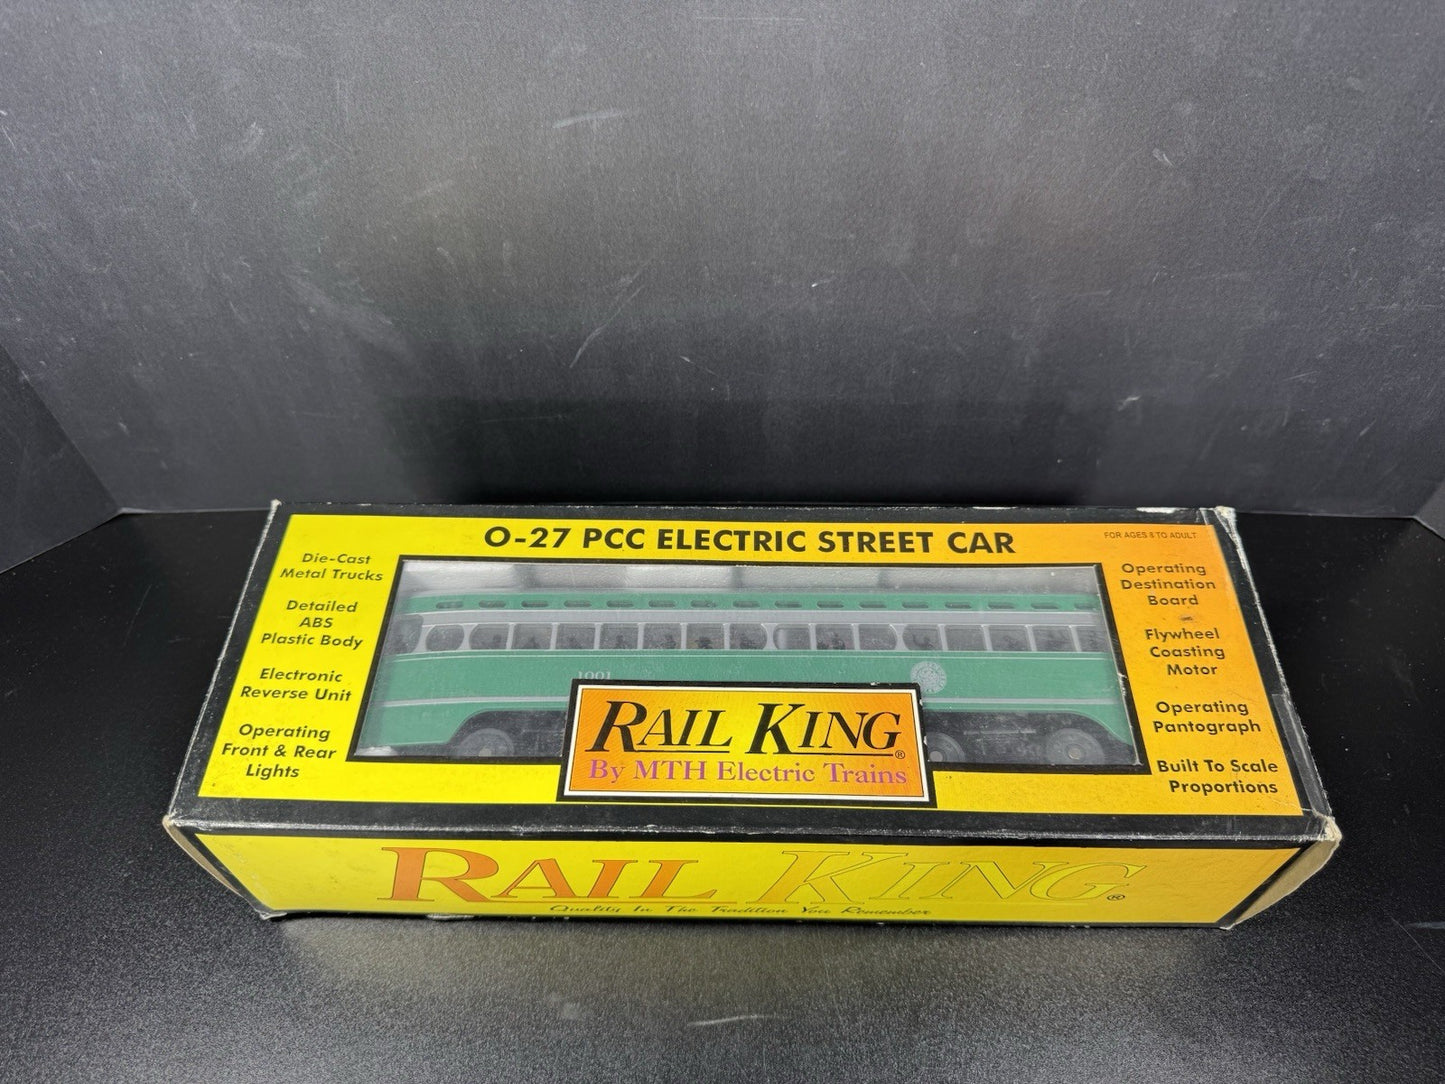 O-27 PCC ELECTRIC STREET CAR
FOR AGES 8 TO ADULT
Die-Cast
Metal Trucks
Detailed
ABS
Plastic Body
Electronic
Reverse Unit
Operating
Front & Rear
Lights
Operating
Destination
Board
Flywheel
Coasting
Motor
Operating
Pantograph
Built To Scale
Proportions
1001
RAIL KING®
By MTH Electric Trains
RAIL KING®
Quality In The Tradition You Remember